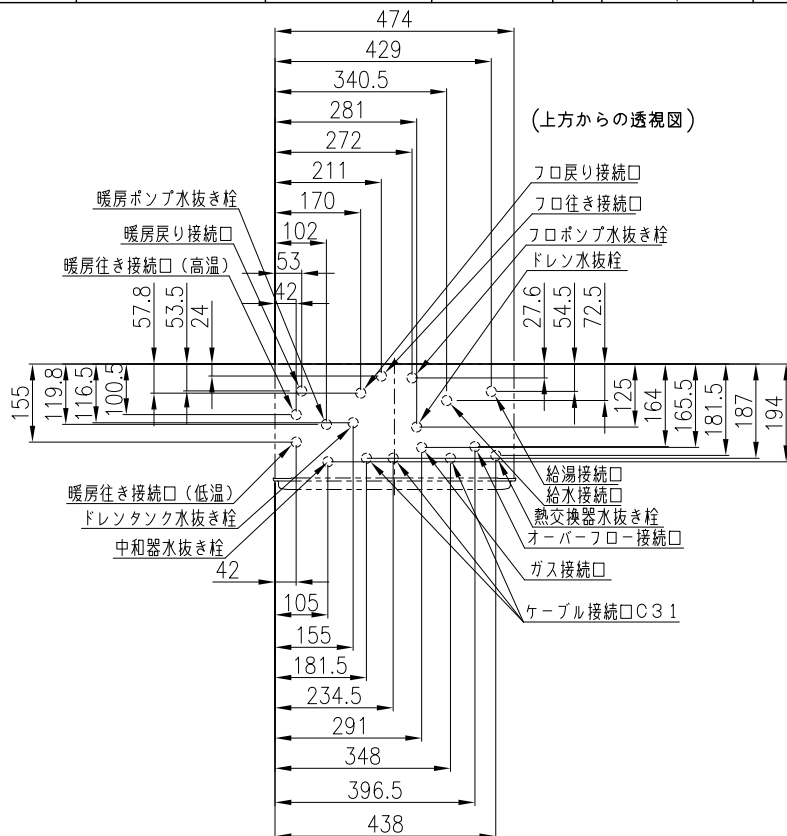 474
429
340.5
281
(上方からの透視図)
272
211
フロ戻り接続口
170
フロ往き接続口
暖房ポンプ水抜き栓
102
フロポンプ水抜き栓
暖房戻り接続口
53
ドレン水抜栓
暖房往き接続口(高温)
42
57.8
53.5
24
27.6
54.5
72.5
155
119.8
116.5
100.5
125
164
165.5
181.5
187
194
給湯接続口
暖房往き接続口(低温)
給水接続口
ドレンタンク水抜き栓
熱交換器水抜き栓
中和器水抜き栓
オーバーフロー接続口
42
ガス接続口
105
ケーブル接続口C31
155
181.5
234.5
291
348
396.5
438